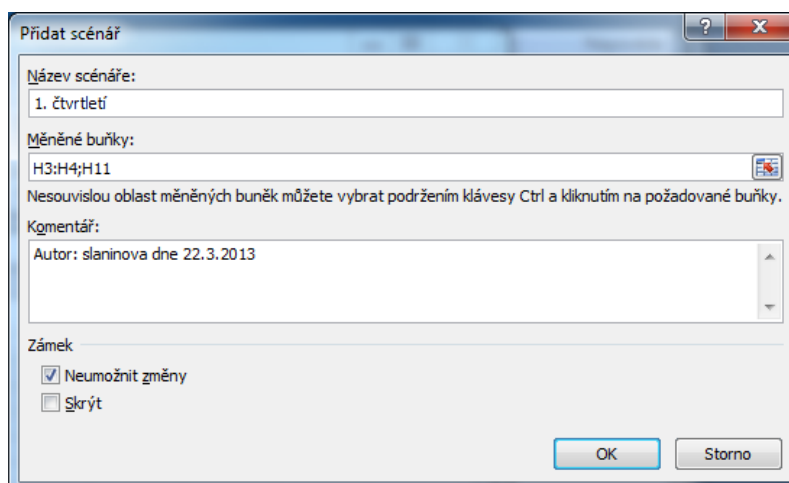 Přidat scénář
Název scénáře:
1. čtvrtletí
Měněné buňky:
H3:H4;H11
Nesouvislou oblast měněných buněk můžete vybrat podržením klávesy Ctrl a kliknutím na požadované buňky.
Komentář:
Autor: slaninova dne 22.3.2013
Zámek
Neumožnit změny
Skrýt
OK Storno